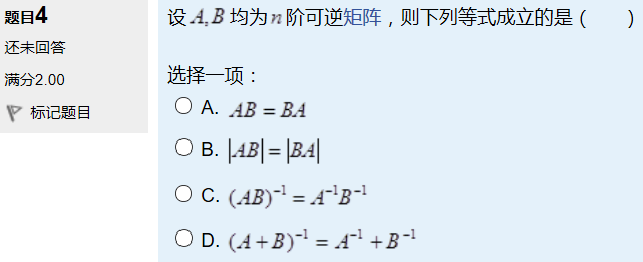 题目4
还未回答
满分2.00
标记题目
设 A,B 均为 n 阶可逆矩阵,则下列等式成立的是 ( )
选择一项:
A. AB = BA
B. |AB| = |BA|
C. (AB)⁻¹ = A⁻¹B⁻¹
D. (A+B)⁻¹ = A⁻¹ + B⁻¹